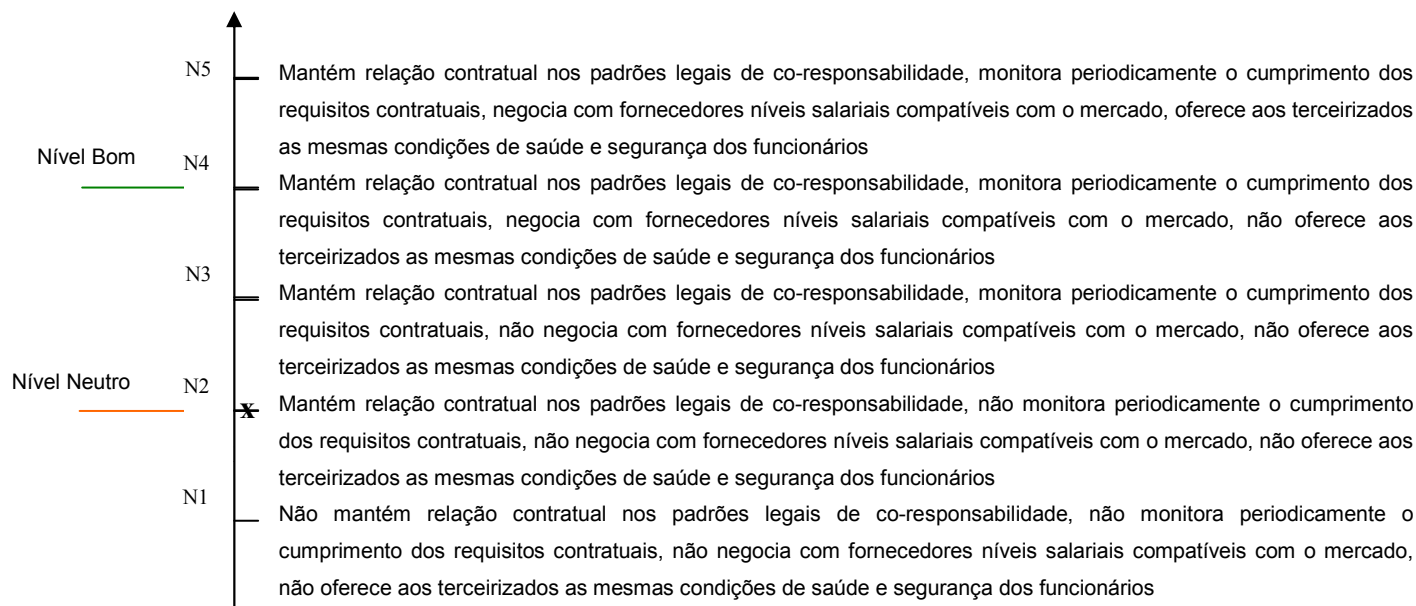 N5
Mantém relação contratual nos padrões legais de co-responsabilidade, monitora periodicamente o cumprimento dos
requisitos contratuais, negocia com fornecedores níveis salariais compatíveis com o mercado, oferece aos terceirizados
as mesmas condições de saúde e segurança dos funcionários
Nível Bom
N4
Mantém relação contratual nos padrões legais de co-responsabilidade, monitora periodicamente o cumprimento dos
requisitos contratuais, negocia com fornecedores níveis salariais compatíveis com o mercado, não oferece aos
terceirizados as mesmas condições de saúde e segurança dos funcionários
N3
Mantém relação contratual nos padrões legais de co-responsabilidade, monitora periodicamente o cumprimento dos
requisitos contratuais, não negocia com fornecedores níveis salariais compatíveis com o mercado, não oferece aos
terceirizados as mesmas condições de saúde e segurança dos funcionários
Nível Neutro
N2
x
Mantém relação contratual nos padrões legais de co-responsabilidade, não monitora periodicamente o cumprimento
dos requisitos contratuais, não negocia com fornecedores níveis salariais compatíveis com o mercado, não oferece aos
terceirizados as mesmas condições de saúde e segurança dos funcionários
N1
Não mantém relação contratual nos padrões legais de co-responsabilidade, não monitora periodicamente o
cumprimento dos requisitos contratuais, não negocia com fornecedores níveis salariais compatíveis com o mercado,
não oferece aos terceirizados as mesmas condições de saúde e segurança dos funcionários